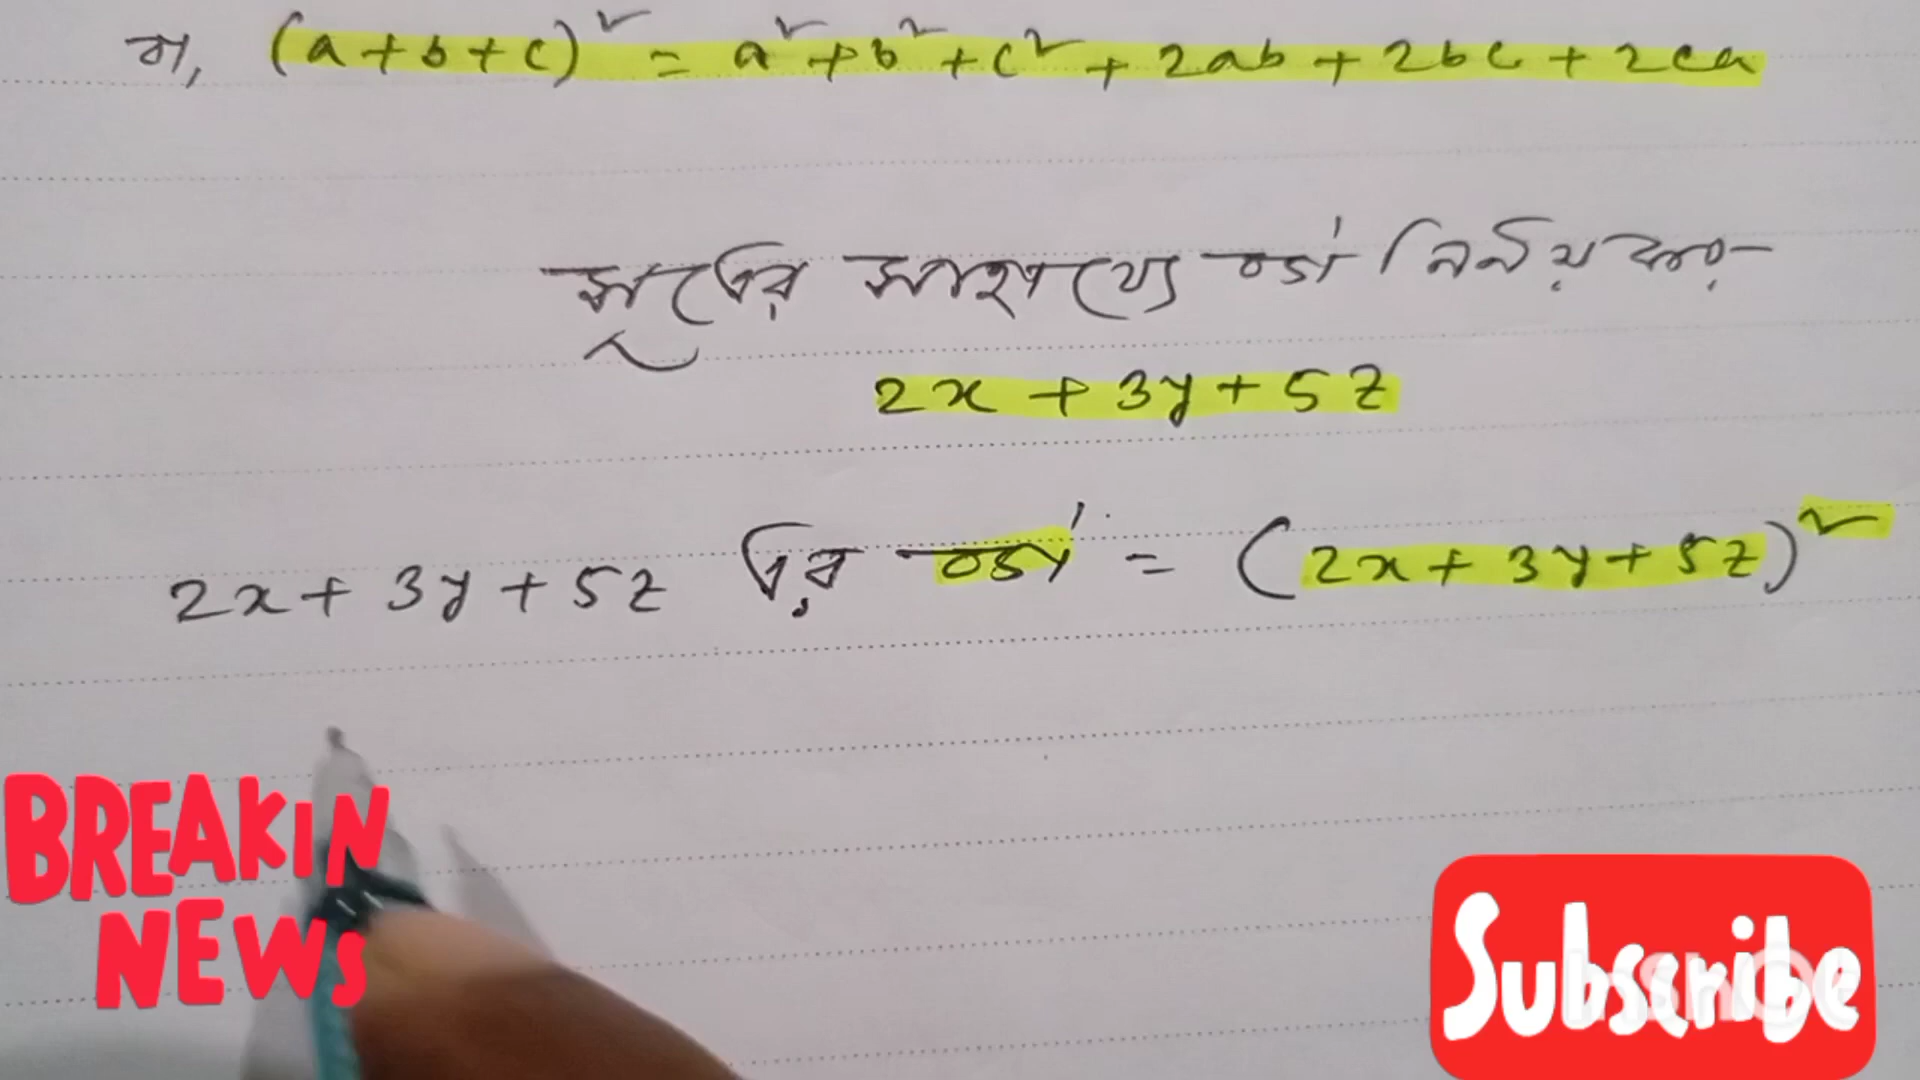 বা, (a+b+c)² = a²+b²+c²+2ab+2bc+2ca
সূত্রের সাহায্যে বর্গ নির্নয় কর-
2x+3y+5z
2x+3y+5z এর বর্গ = (2x+3y+5z)²
BREAKIN
NEWS
Subscribe